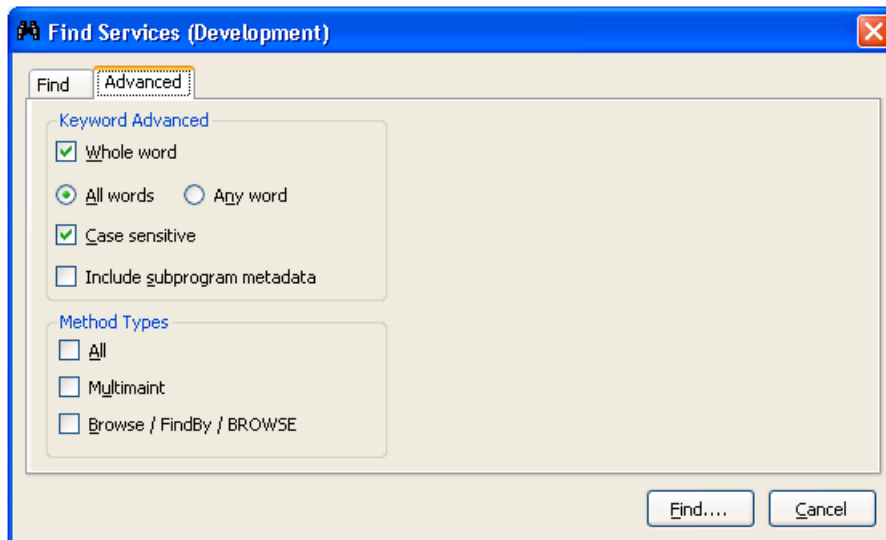 Find Services (Development)
Find Advanced
Keyword Advanced
Whole word
All words Any word
Case sensitive
Include subprogram metadata
Method Types
All
Multimaint
Browse / FindBy / BROWSE
Find.... Cancel